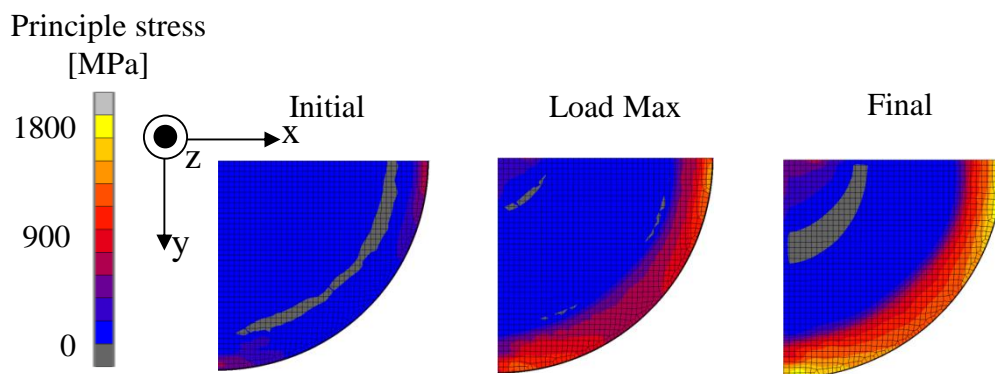 Principle stress
[MPa]
Initial
Load Max
Final
1800
900
0
x
z
y